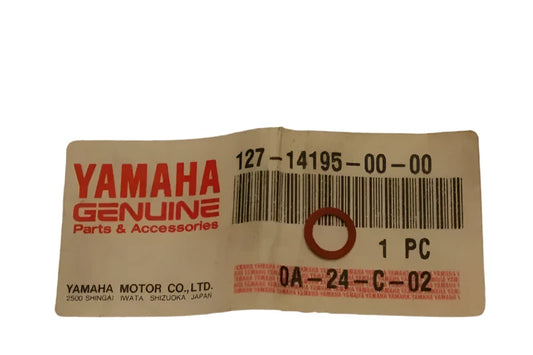 127-14195-00-00
YAMAHA
GENUINE
Parts & Accessories
1 PC
YAMAHA MOTOR CO.,LTD.
2500 SHINGAI IWATA SHIZUOKA JAPAN
0A-24-C-02